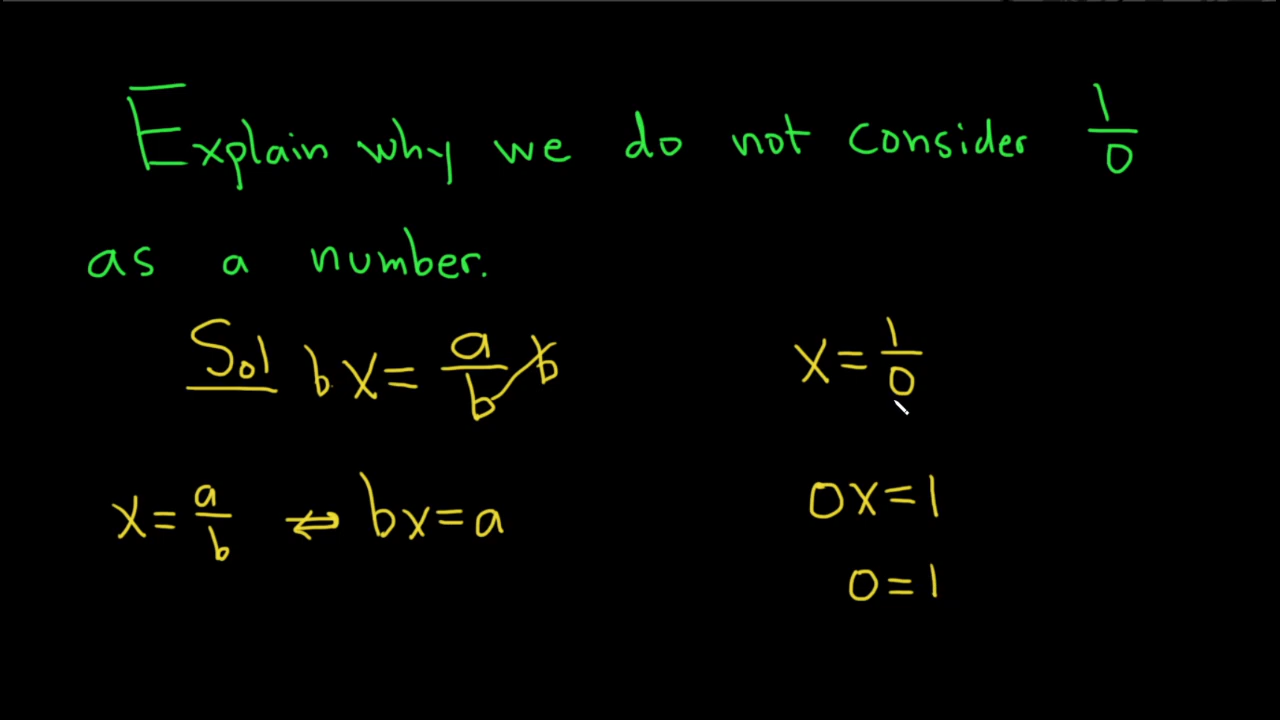 Explain why we do not consider 1/0
as a number.
Sol bx = a/b b
x = 1/0
x = a/b ⇔ bx = a
0x = 1
0 = 1